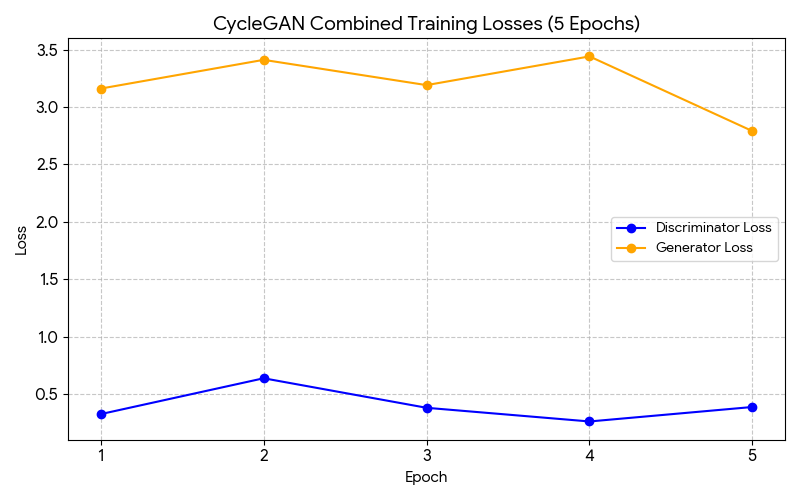 CycleGAN Combined Training Losses (5 Epochs)
3.5
3.0
2.5
2.0
1.5
1.0
0.5
Loss
Discriminator Loss
Generator Loss
1 2 3 4 5
Epoch